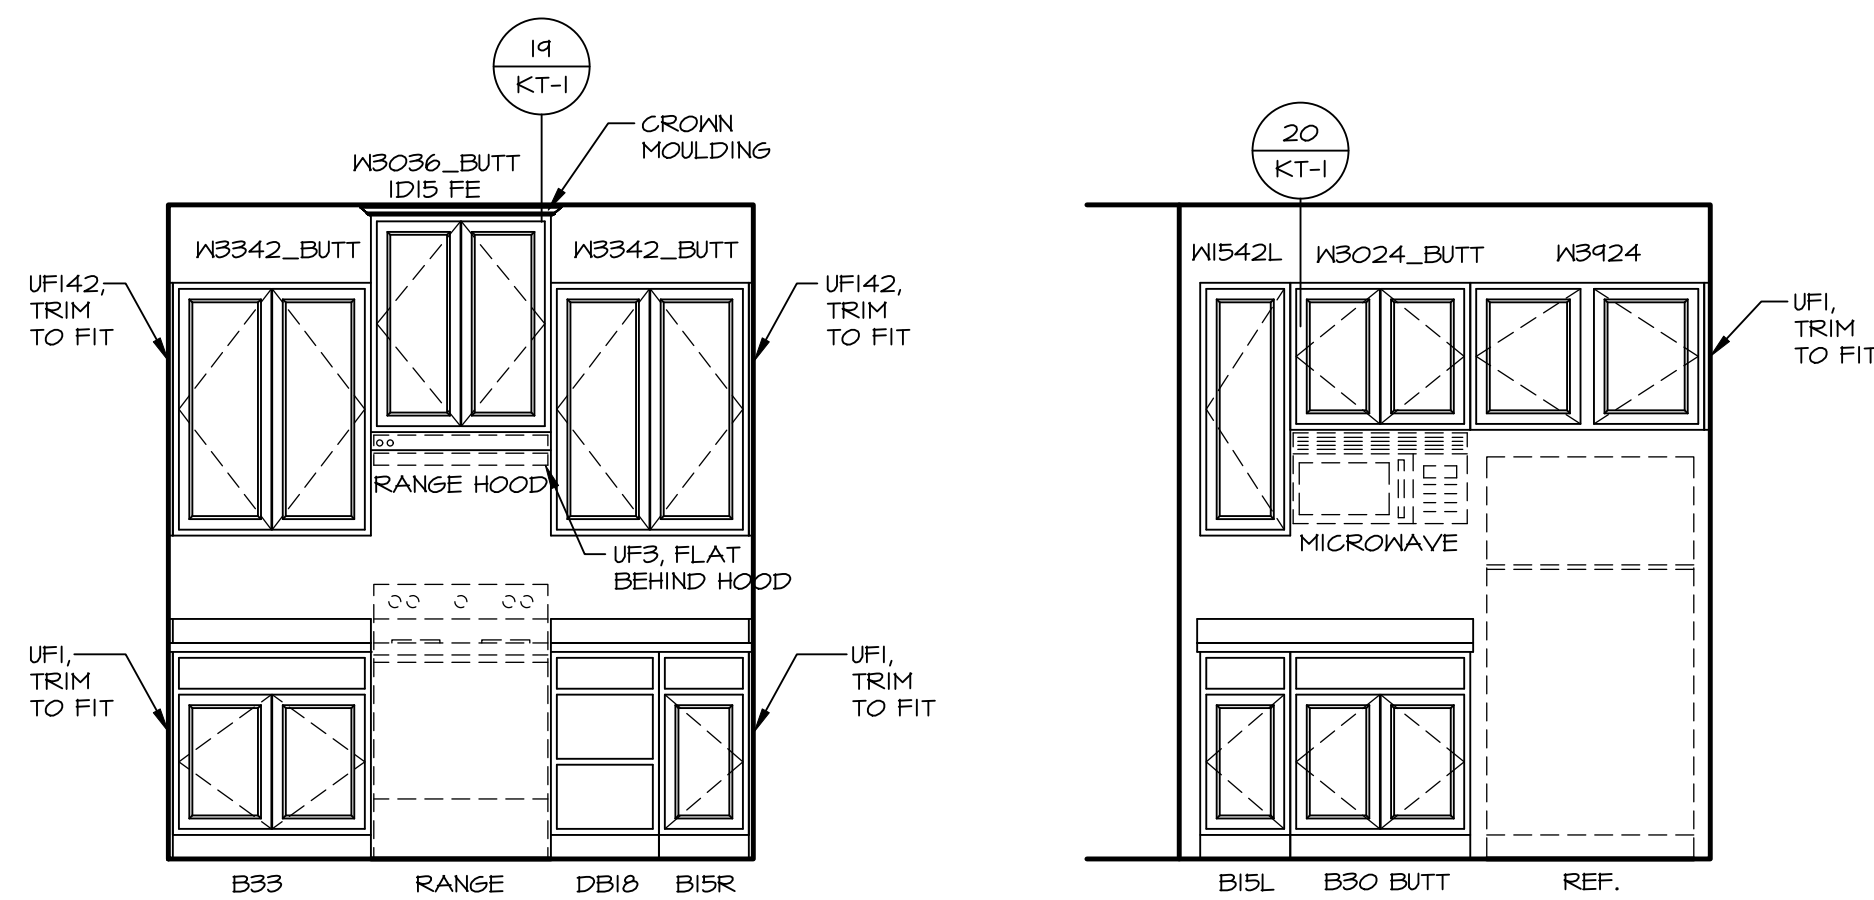 19
KT-1
CROWN
MOULDING
W3036_BUTT
1D15 FE
W3342_BUTT
W3342_BUTT
UF142,
TRIM
TO FIT
UF142,
TRIM
TO FIT
RANGE HOOD
UF3, FLAT
BEHIND HOOD
UF1,
TRIM
TO FIT
UF1,
TRIM
TO FIT
B33
RANGE
DB18
B15R
20
KT-1
W1542L
W3024_BUTT
W3924
UF1,
TRIM
TO FIT
MICROWAVE
B15L
B30 BUTT
REF.